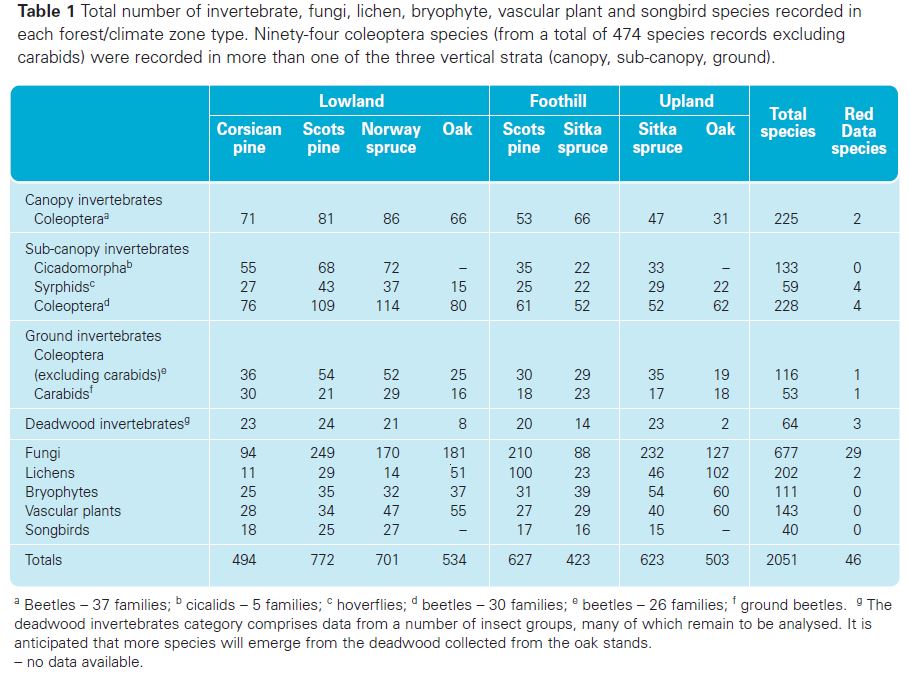 Table 1 Total number of invertebrate, fungi, lichen, bryophyte, vascular plant and songbird species recorded in
each forest/climate zone type. Ninety-four coleoptera species (from a total of 474 species records excluding
carabids) were recorded in more than one of the three vertical strata (canopy, sub-canopy, ground).
Lowland Foothill Upland Total species Red Data species
Corsican pine Scots pine Norway spruce Oak Scots pine Sitka spruce Sitka spruce Oak
Canopy invertebrates
Coleopteraᵃ 71 81 86 66 53 66 47 31 225 2
Sub-canopy invertebrates
Cicadomorphaᵇ 55 68 72 – 35 22 33 – 133 0
Syrphidsᶜ 27 43 37 15 25 22 29 22 59 4
Coleopteraᵈ 76 109 114 80 61 52 52 62 228 4
Ground invertebrates
Coleoptera
(excluding carabids)ᵉ 36 54 52 25 30 29 35 19 116 1
Carabidsᶠ 30 21 29 16 18 23 17 18 53 1
Deadwood invertebratesᵍ 23 24 21 8 20 14 23 2 64 3
Fungi 94 249 170 181 210 88 232 127 677 29
Lichens 11 29 14 51 100 23 46 102 202 2
Bryophytes 25 35 32 37 31 39 54 60 111 0
Vascular plants 28 34 47 55 27 29 40 60 143 0
Songbirds 18 25 27 – 17 16 15 – 40 0
Totals 494 772 701 534 627 423 623 503 2051 46
ᵃ Beetles – 37 families; ᵇ cicalids – 5 families; ᶜ hoverflies; ᵈ beetles – 30 families; ᵉ beetles – 26 families; ᶠ ground beetles. ᵍ The
deadwood invertebrates category comprises data from a number of insect groups, many of which remain to be analysed. It is
anticipated that more species will emerge from the deadwood collected from the oak stands.
– no data available.